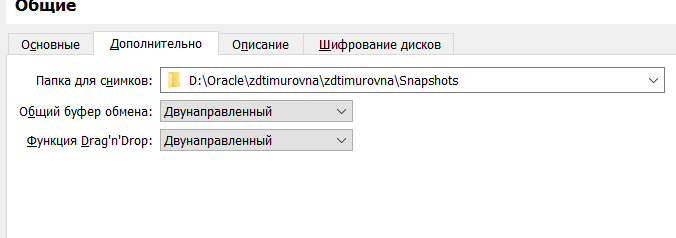 Общие
Основные Дополнительно Описание Шифрование дисков
Папка для снимков: D:\Oracle\zdtimurovna\zdtimurovna\Snapshots
Общий буфер обмена: Двунаправленный
Функция Drag'n'Drop: Двунаправленный